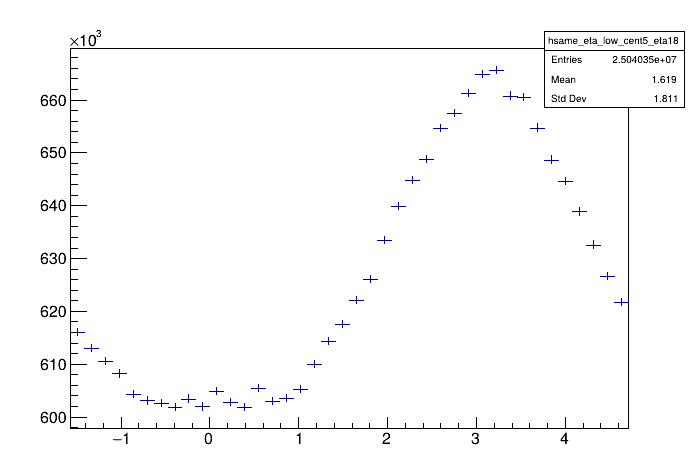 ×10³
hsame_eta_low_cent5_eta18
Entries 2.504035e+07
Mean 1.619
Std Dev 1.811
660
650
640
630
620
610
600
−1 0 1 2 3 4